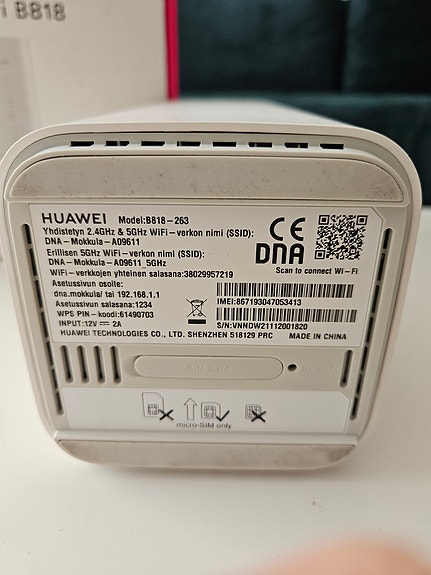 i B818
HUAWEI Model:B818-263
Yhdistetyn 2.4GHz & 5GHz WiFi-verkon nimi (SSID):
DNA-Mokkula-A09611
Erillisen 5GHz WiFi-verkon nimi (SSID):
DNA-Mokkula-A09611_5GHz
WiFi-verkkojen yhteinen salasana:38029957219
Asetussivun osoite:
dna.mokkula/ tai 192.168.1.1
Asetussivun salasana:1234
WPS PIN-koodi:61490703
INPUT:12V ⎓ 2A
HUAWEI TECHNOLOGIES CO., LTD. SHENZHEN 518129 PRC
CE
DNA
Scan to connect Wi-Fi
IMEI:867193047053413
S/N:VNNDW21112001820
MADE IN CHINA
SIM Card
RESET
micro-SIM only